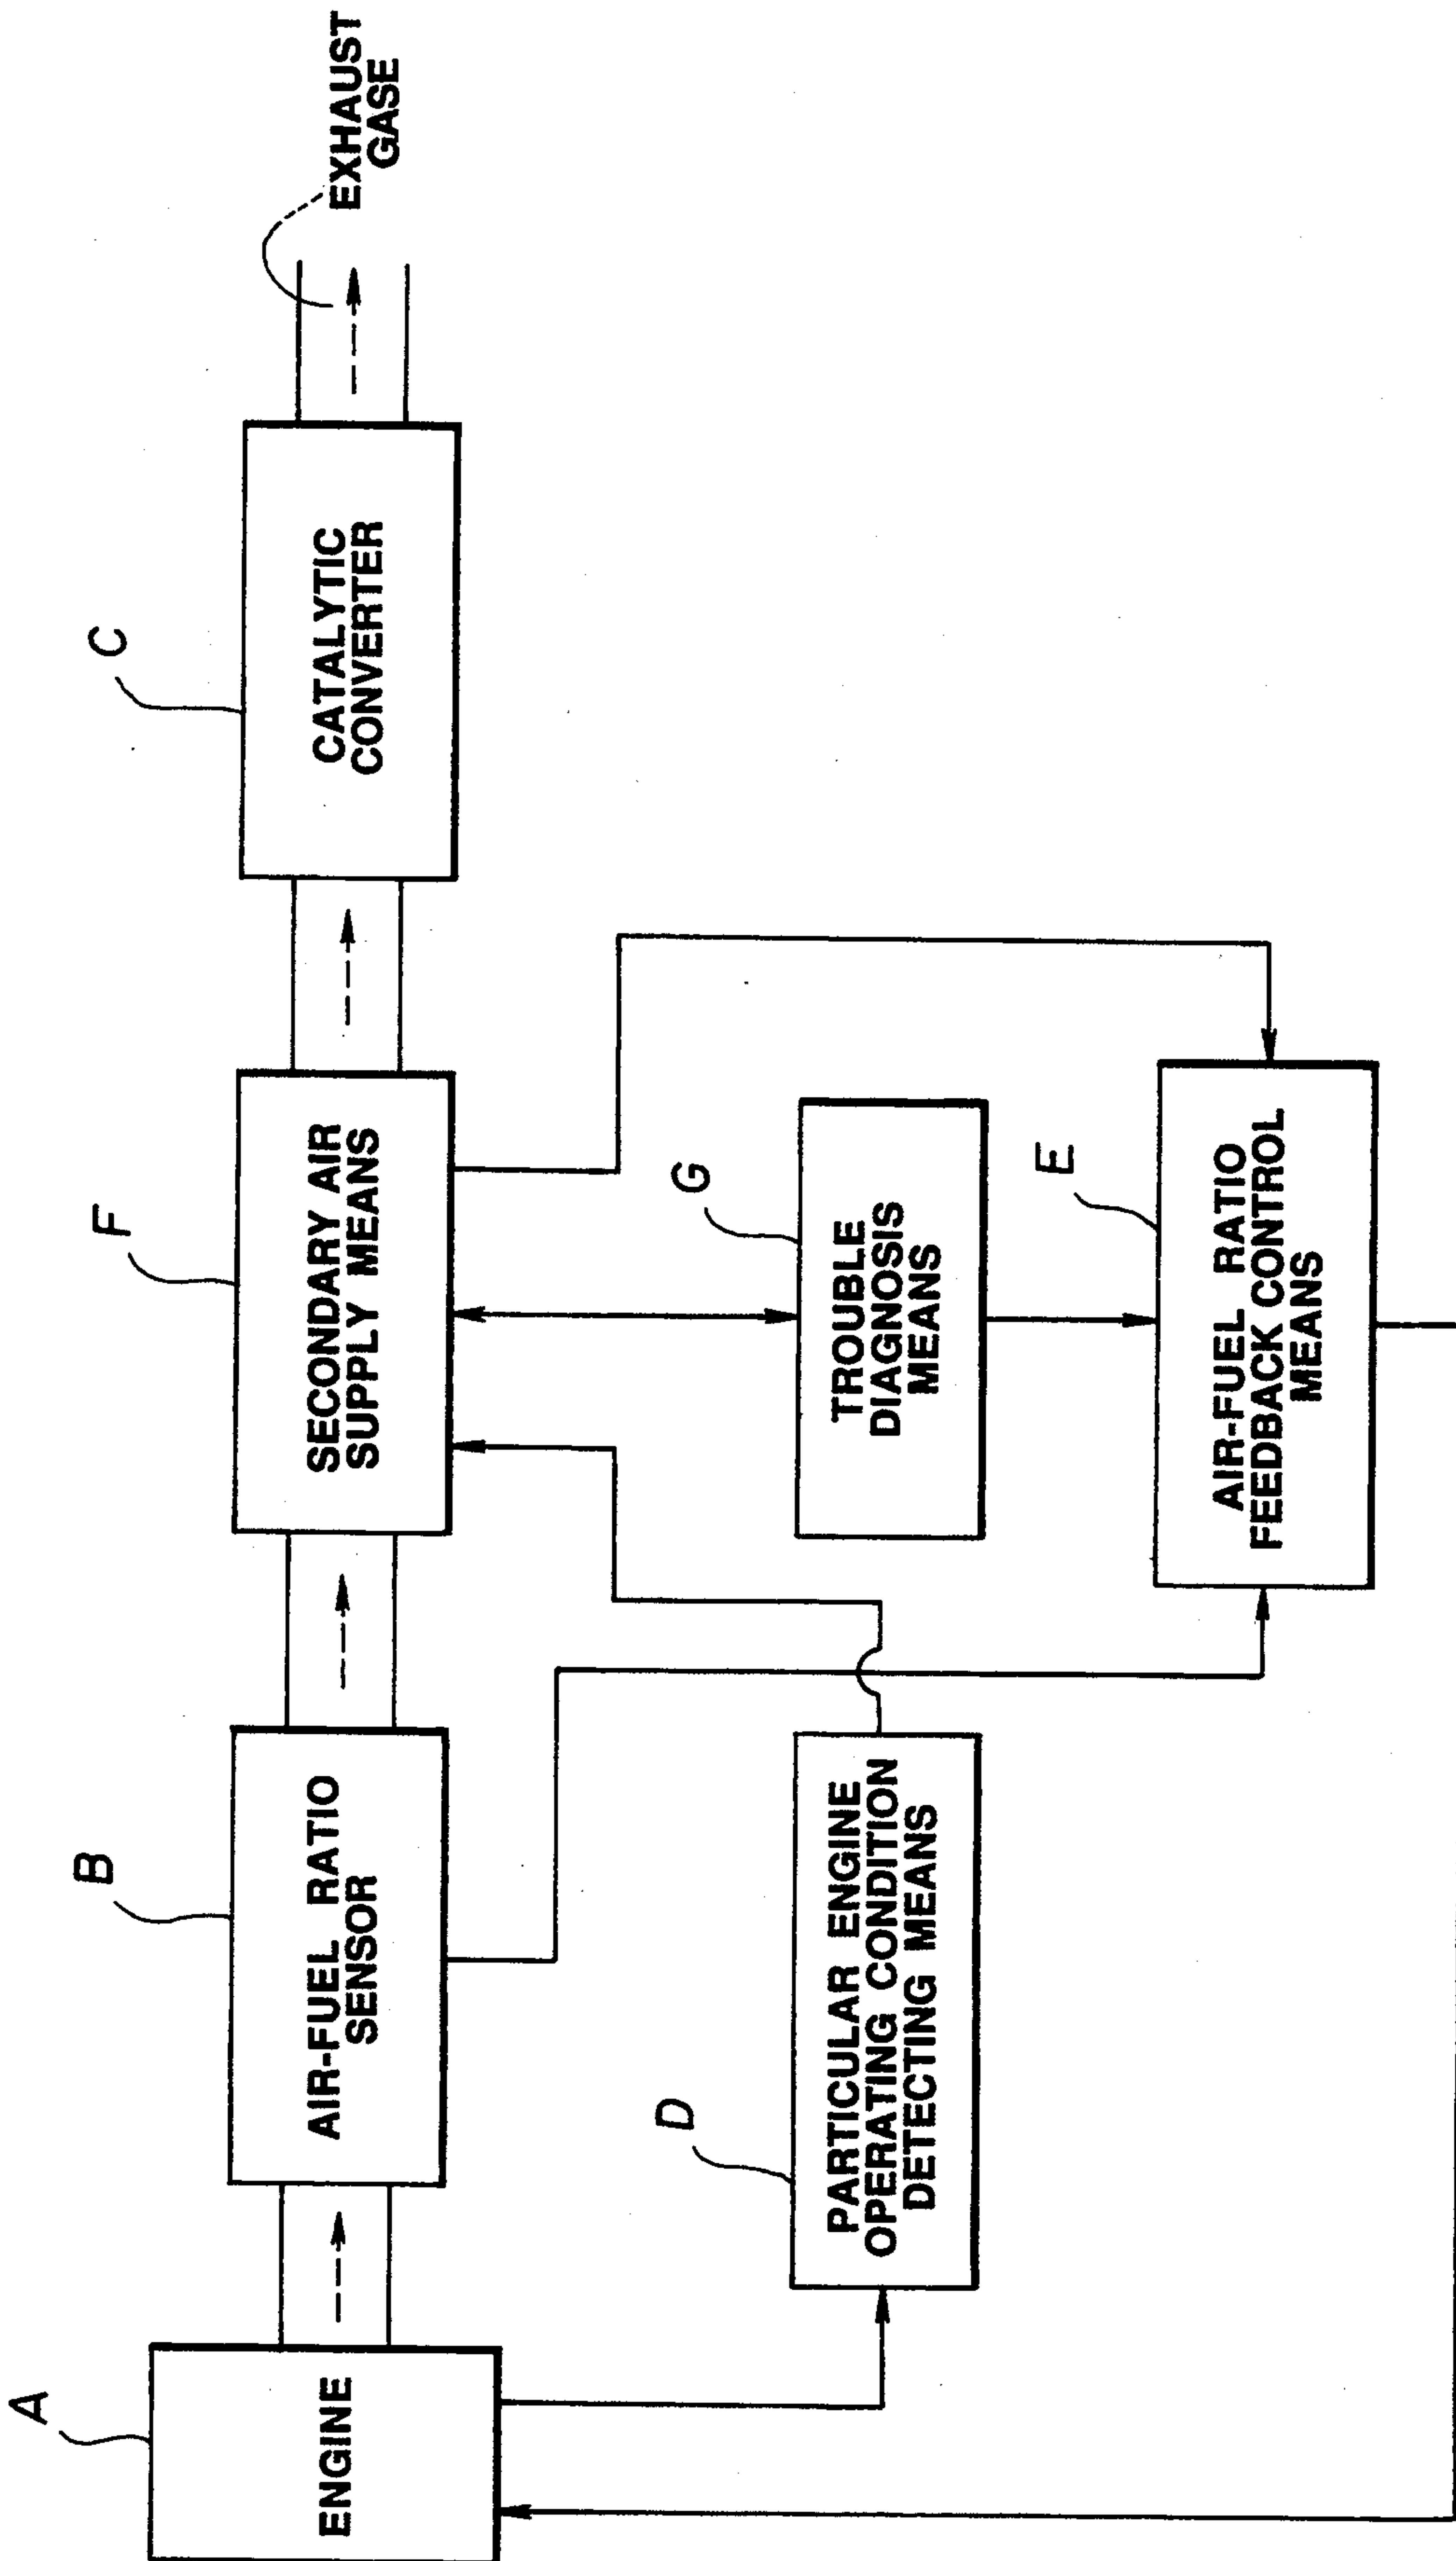 A
ENGINE
B
AIR-FUEL RATIO
SENSOR
F
SECONDARY AIR
SUPPLY MEANS
C
CATALYTIC
CONVERTER
EXHAUST
GASE
D
PARTICULAR ENGINE
OPERATING CONDITION
DETECTING MEANS
G
TROUBLE
DIAGNOSIS
MEANS
E
AIR-FUEL RATIO
FEEDBACK CONTROL
MEANS